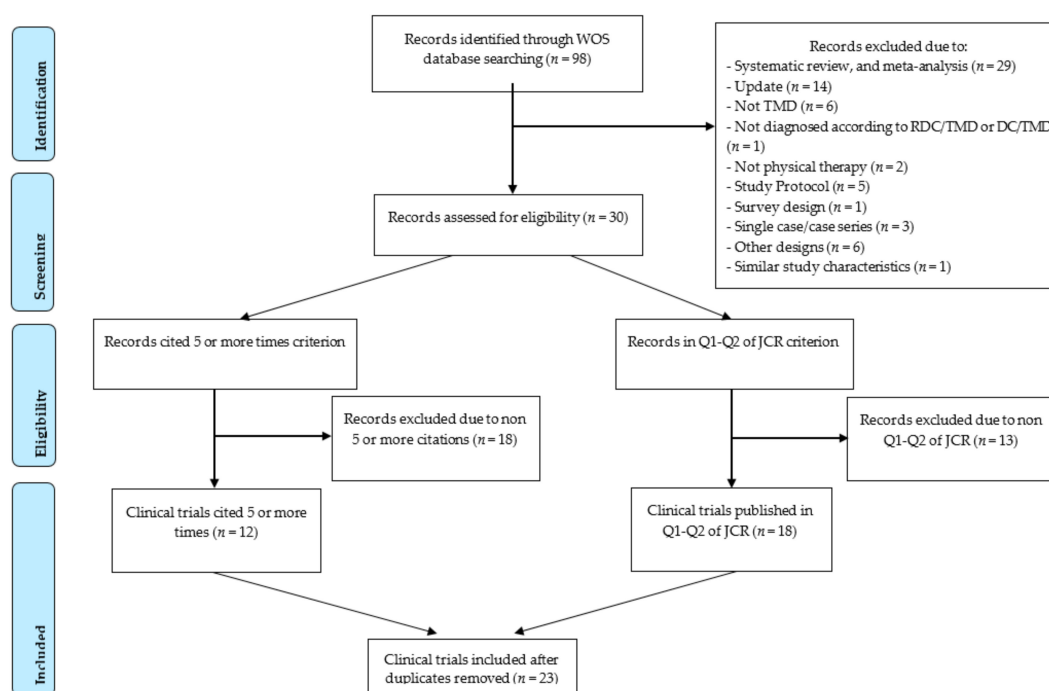 Identification
Records identified through WOS
database searching (n = 98)
Records excluded due to:
- Systematic review, and meta-analysis (n = 29)
- Update (n = 14)
- Not TMD (n = 6)
- Not diagnosed according to RDC/TMD or DC/TMD
(n = 1)
- Not physical therapy (n = 2)
- Study Protocol (n = 5)
- Survey design (n = 1)
- Single case/case series (n = 3)
- Other designs (n = 6)
- Similar study characteristics (n = 1)
Screening
Records assessed for eligibility (n = 30)
Eligibility
Records cited 5 or more times criterion
Records in Q1-Q2 of JCR criterion
Records excluded due to non
5 or more citations (n = 18)
Records excluded due to non
Q1-Q2 of JCR (n = 13)
Included
Clinical trials cited 5 or more
times (n = 12)
Clinical trials published in
Q1-Q2 of JCR (n = 18)
Clinical trials included after
duplicates removed (n = 23)